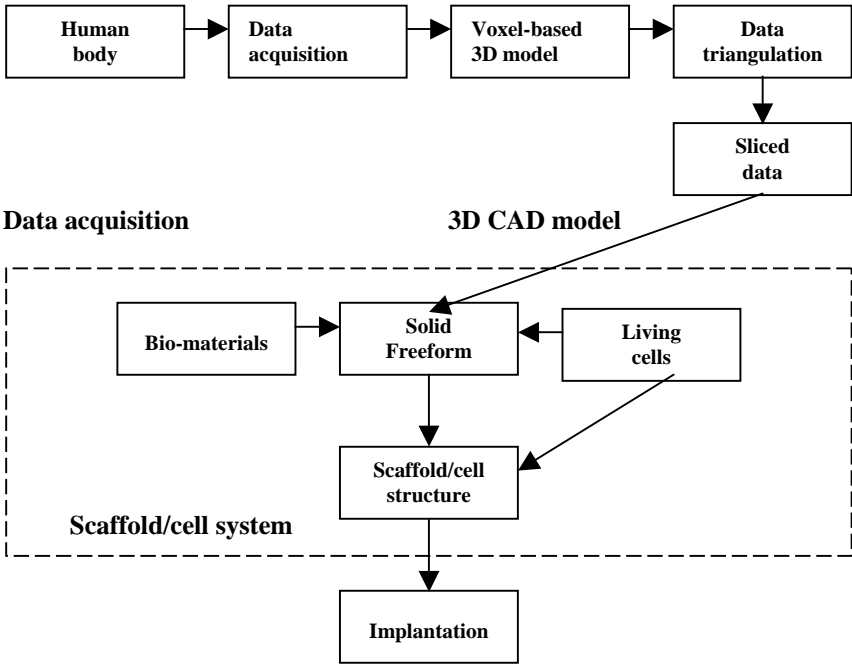 Human
body
Data
acquisition
Voxel-based
3D model
Data
triangulation
Sliced
data
Data acquisition
3D CAD model
Bio-materials
Solid
Freeform
Living
cells
Scaffold/cell
structure
Scaffold/cell system
Implantation